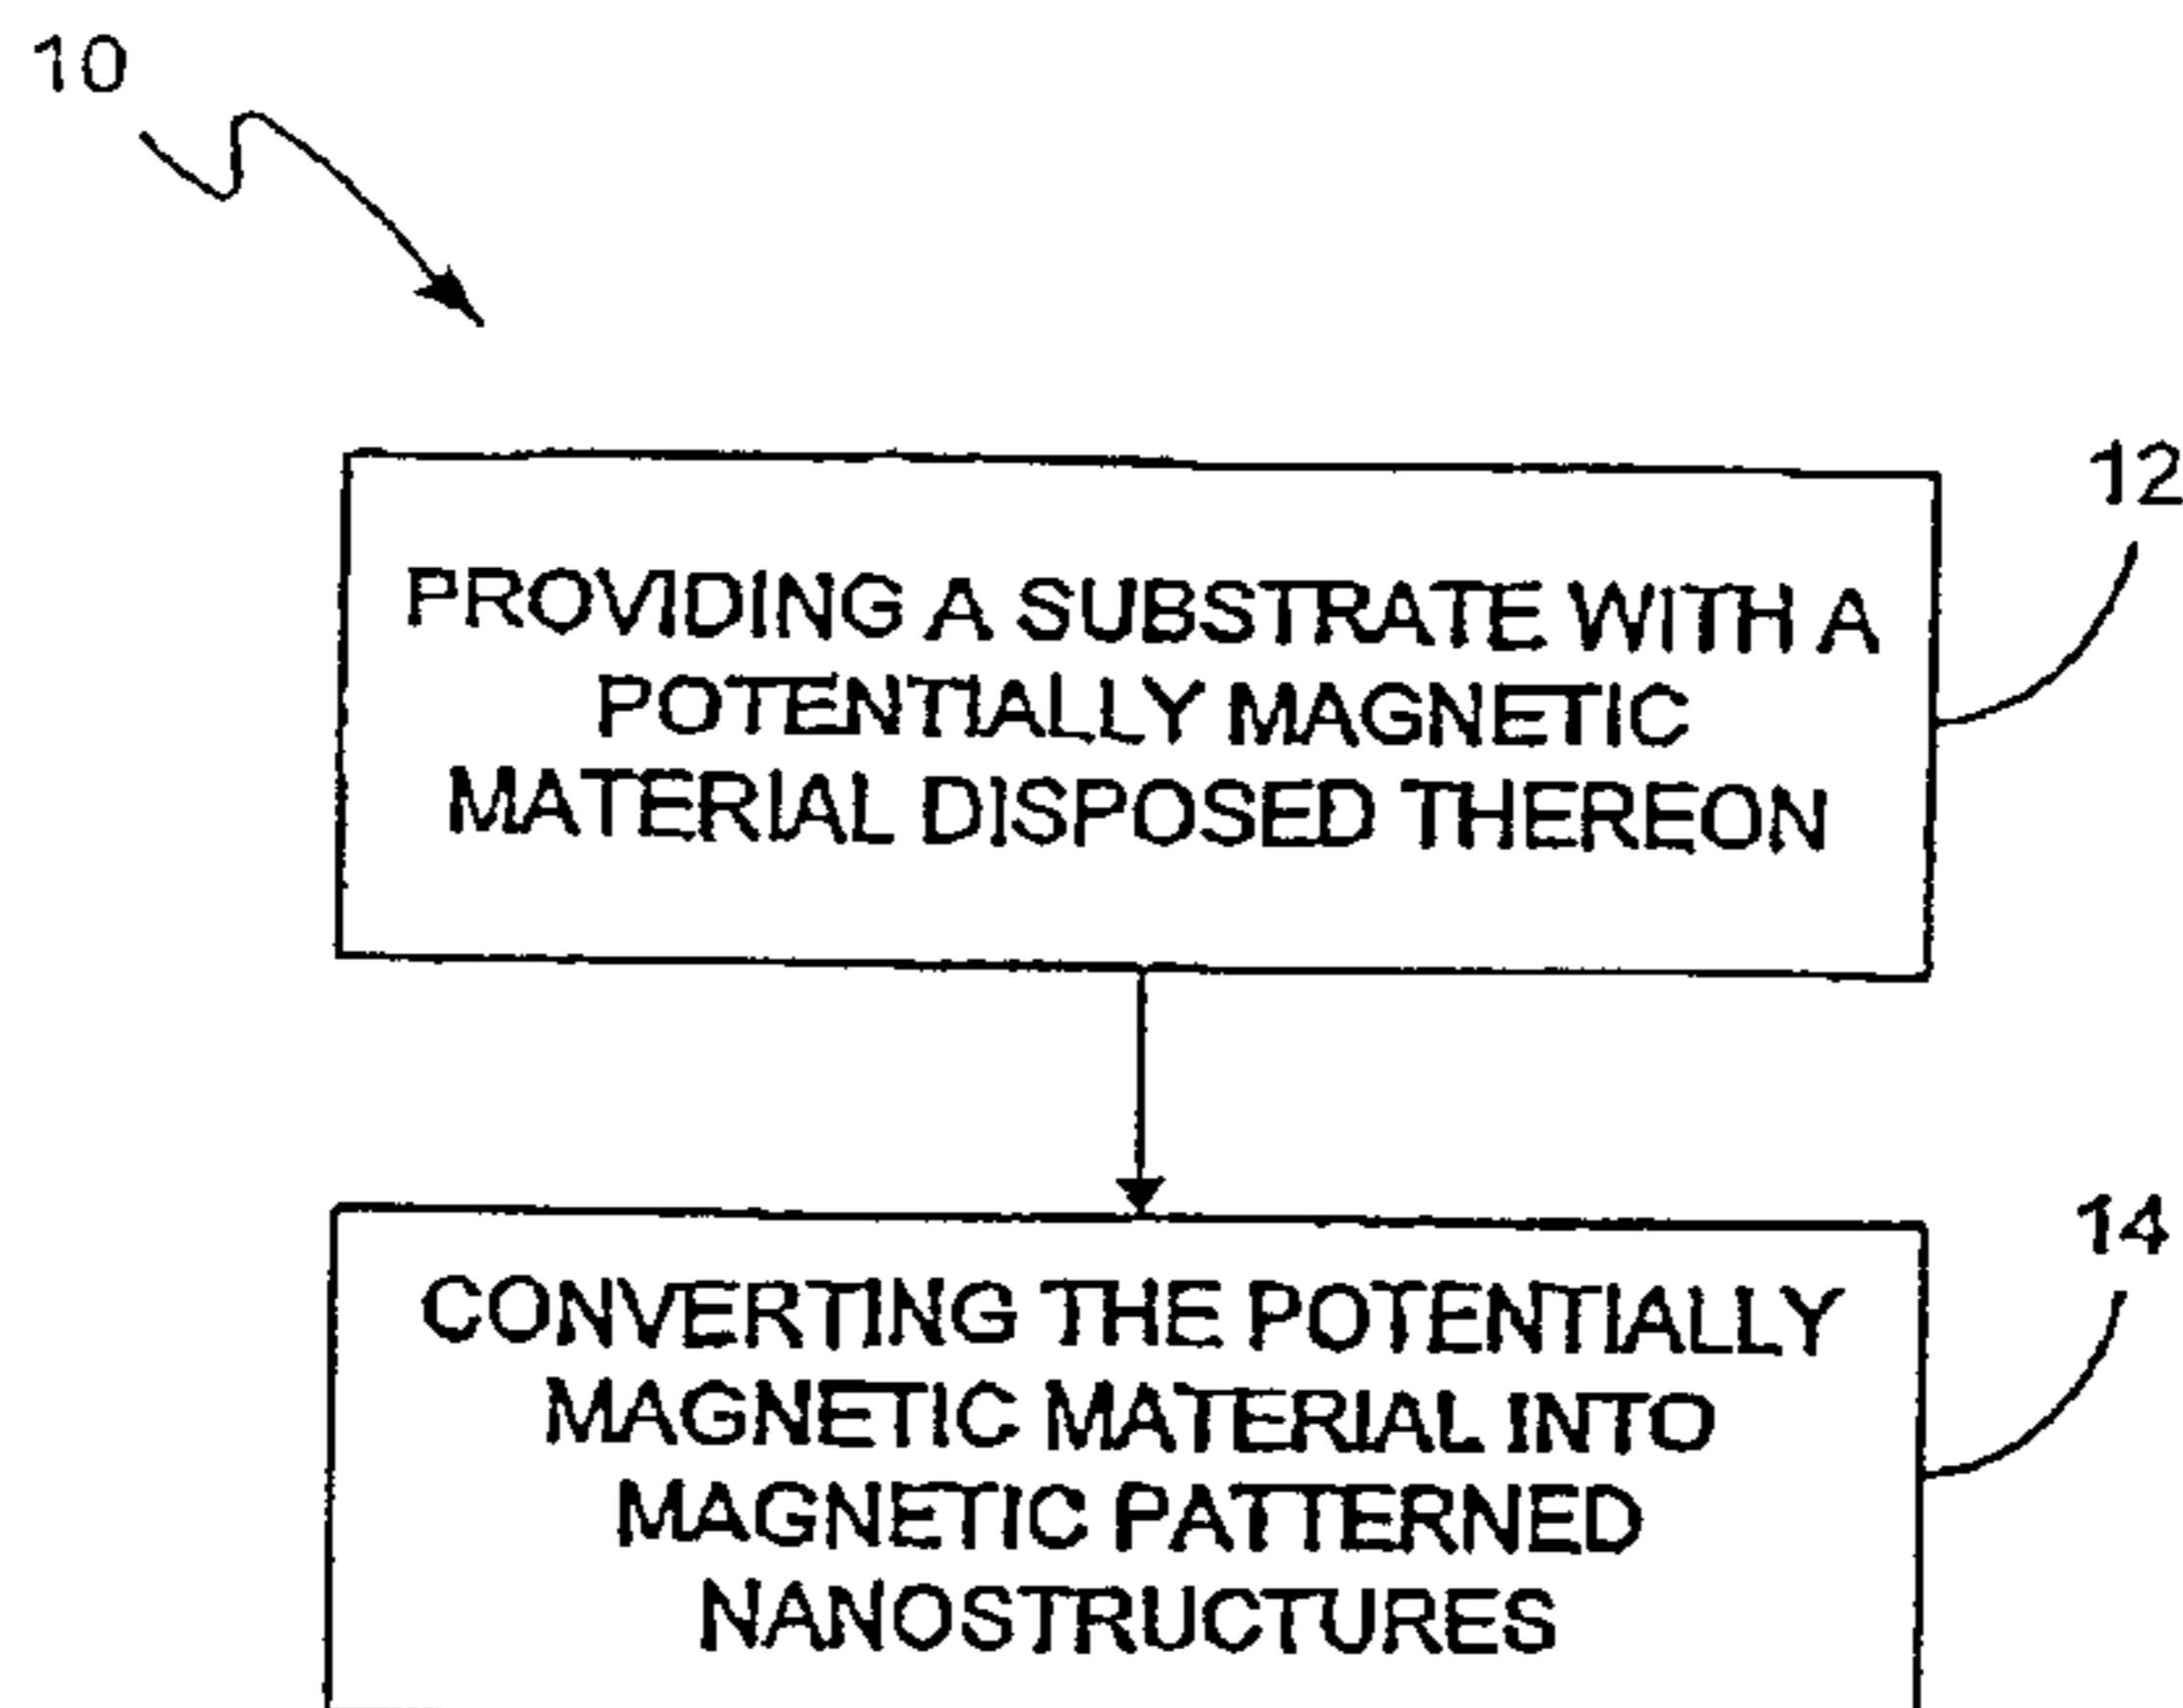 10
12
PROVIDING A SUBSTRATE WITH A
POTENTIALLY MAGNETIC
MATERIAL DISPOSED THEREON
14
CONVERTING THE POTENTIALLY
MAGNETIC MATERIAL INTO
MAGNETIC PATTERNED
NANOSTRUCTURES